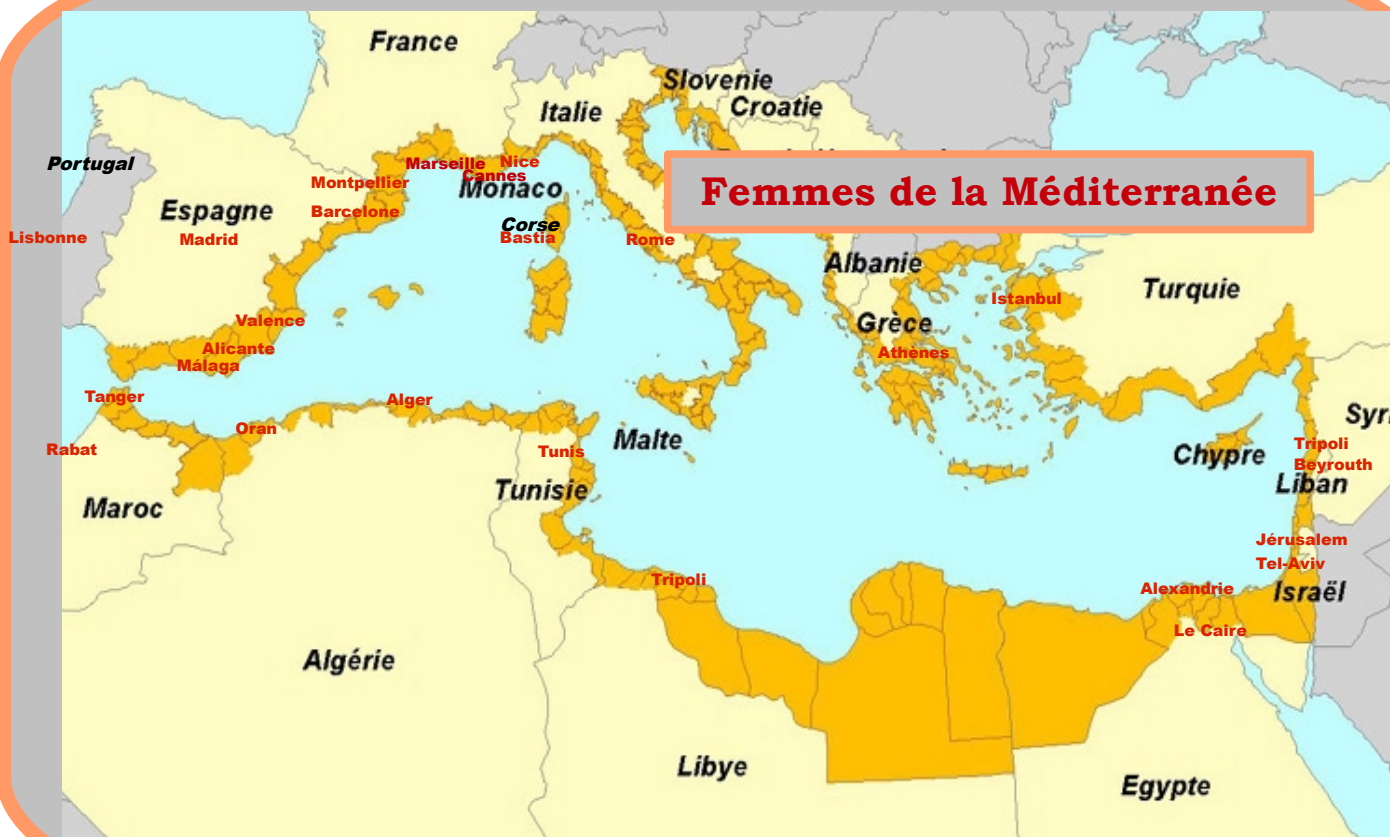 France
Slovenie
Croatie
Italie
Portugal
Marseille
Nice
Cannes
Montpellier
Monaco
Femmes de la Méditerranée
Espagne
Barcelone
Corse
Lisbonne
Madrid
Bastia
Rome
Albanie
Turquie
Istanbul
Valence
Grèce
Alicante
Athènes
Málaga
Tanger
Alger
Oran
Malte
Tripoli
Rabat
Tunis
Chypre
Beyrouth
Liban
Tunisie
Maroc
Jérusalem
Tel-Aviv
Tripoli
Alexandrie
Israël
Le Caire
Algérie
Libye
Egypte